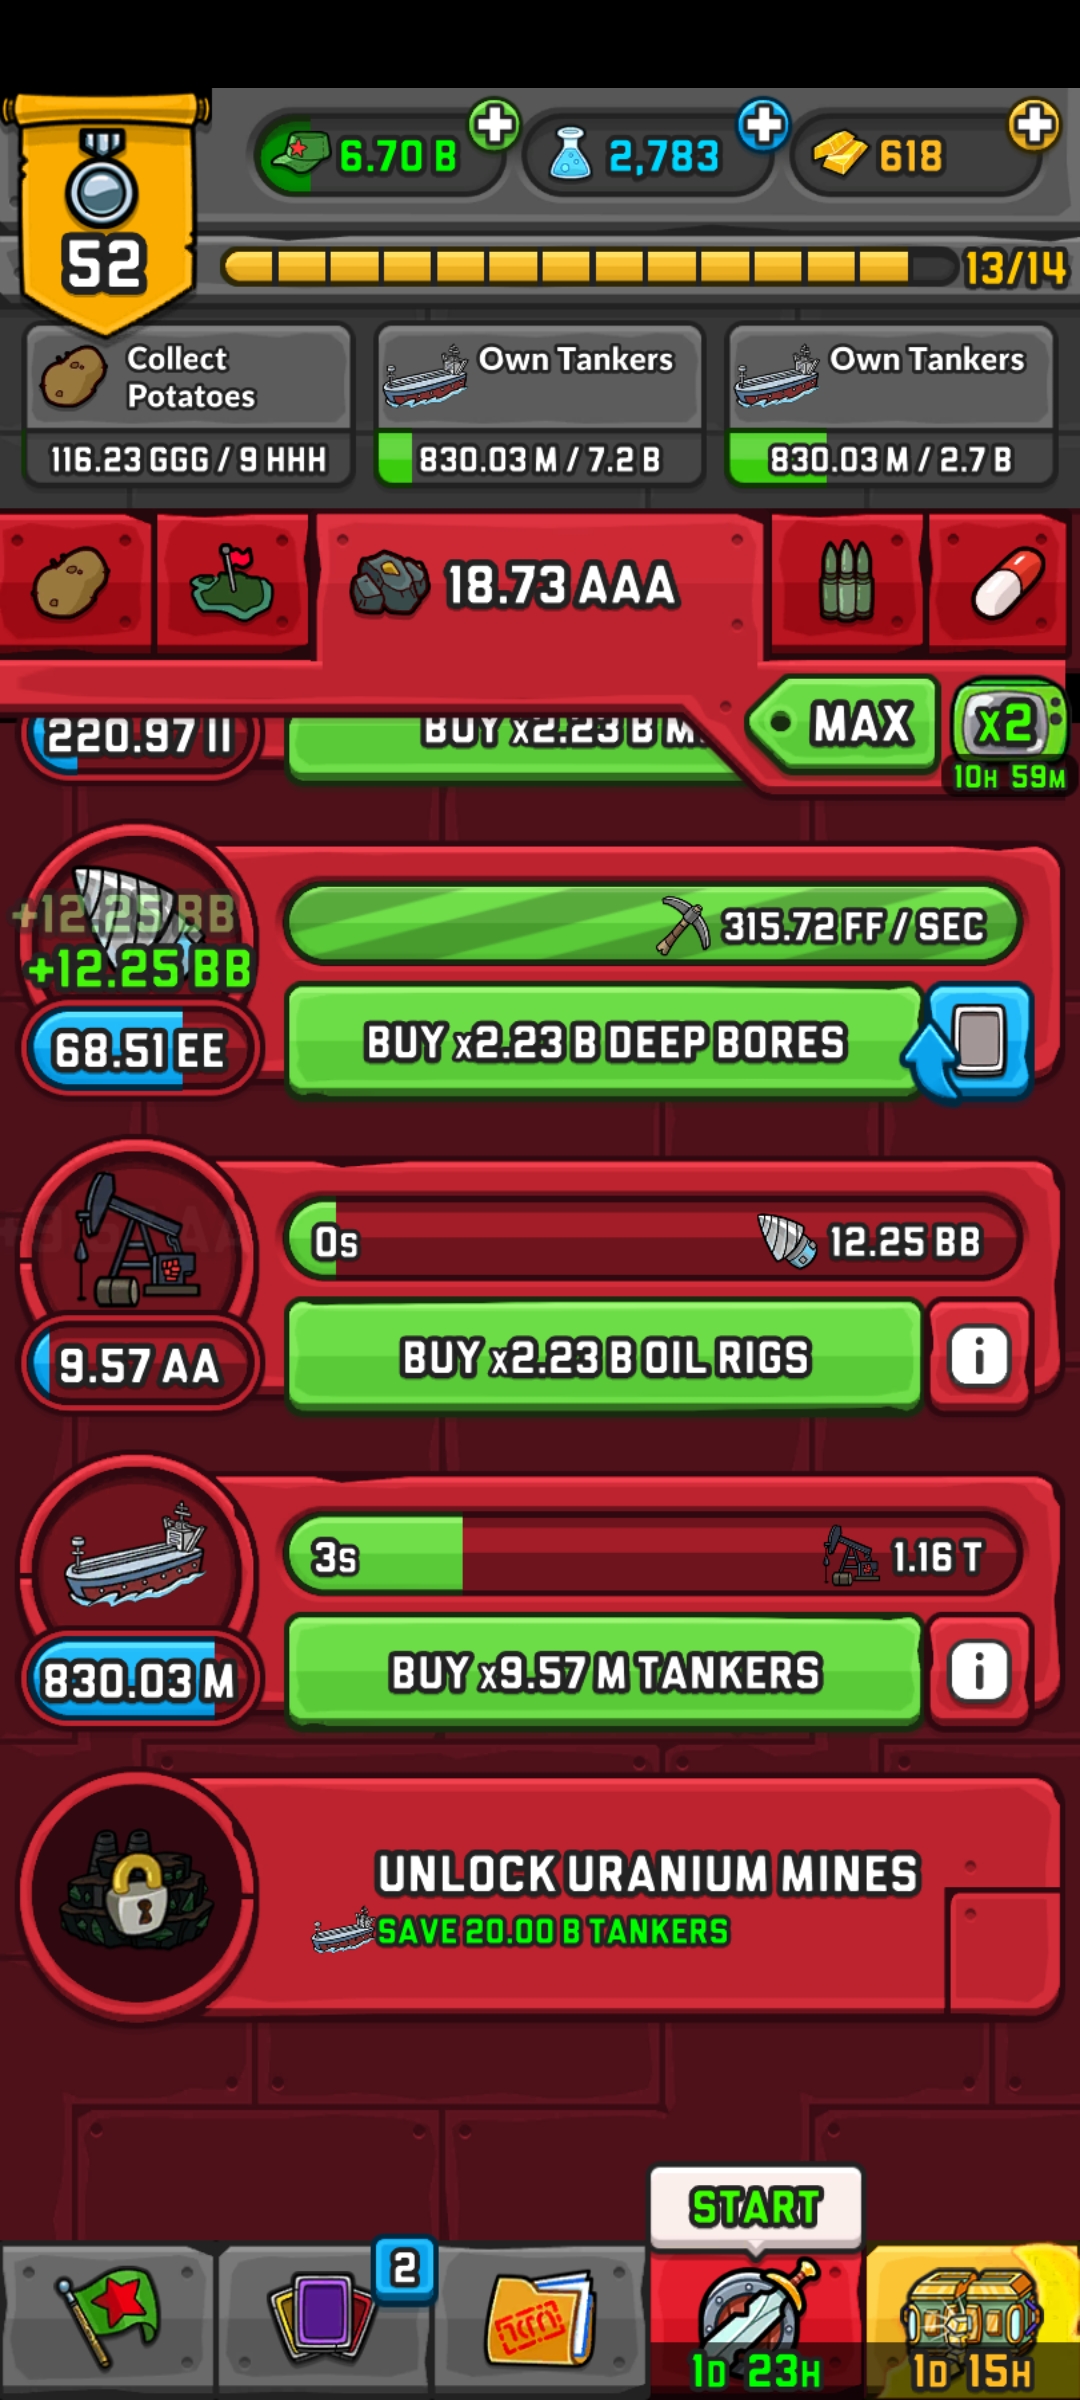 6.70 B
2,783
618
52
13/14
Collect
Potatoes
116.23 GGG / 9 HHH
Own Tankers
830.03 M / 7.2 B
Own Tankers
830.03 M / 2.7 B
18.73 AAA
220.97 II
BUY x2.23 B M
MAX
x2
10H 59M
+12.25 BB
+12.25 BB
315.72 FF / SEC
68.51 EE
BUY x2.23 B DEEP BORES
0s
12.25 BB
9.57 AA
BUY x2.23 B OIL RIGS
i
3s
1.16 T
830.03 M
BUY x9.57 M TANKERS
i
UNLOCK URANIUM MINES
SAVE 20.00 B TANKERS
START
2
1D 23H
1D 15H